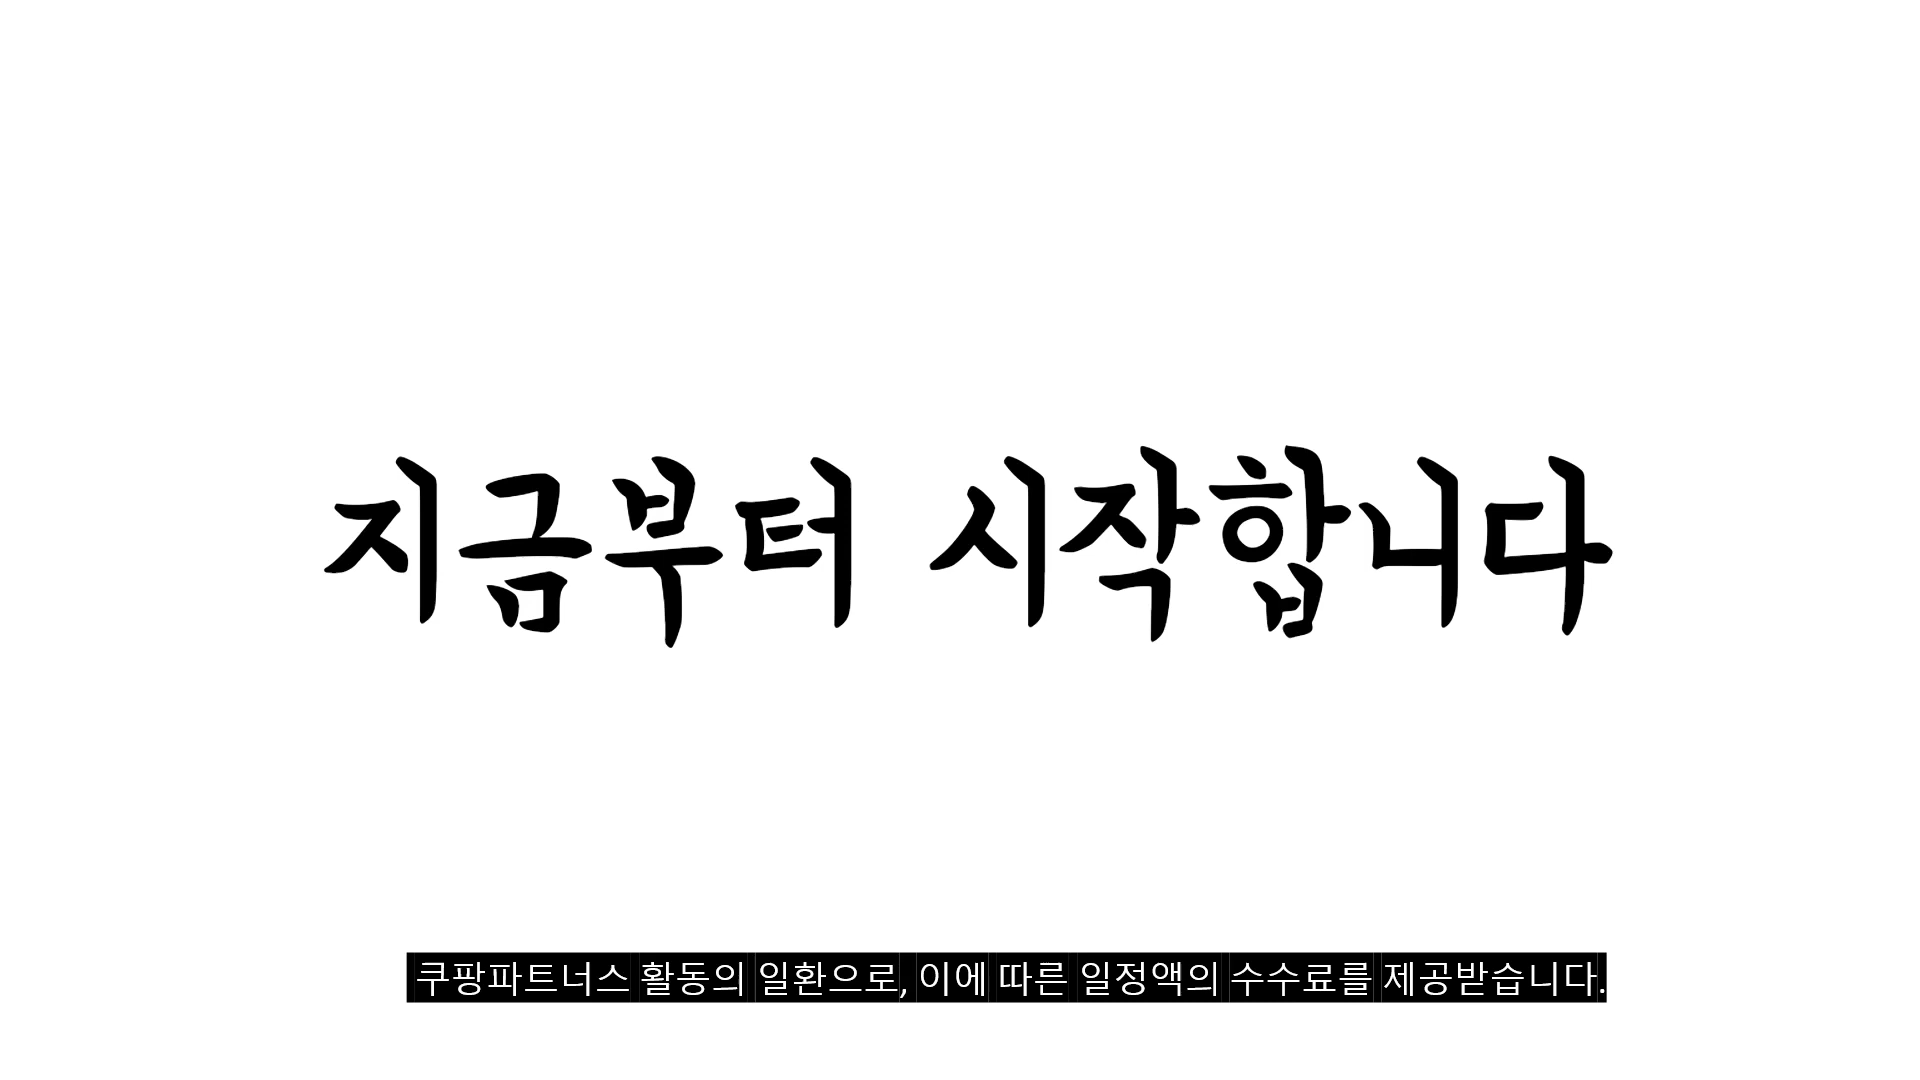 지금부터 시작합니다
쿠팡파트너스 활동의 일환으로, 이에 따른 일정액의 수수료를 제공받습니다.